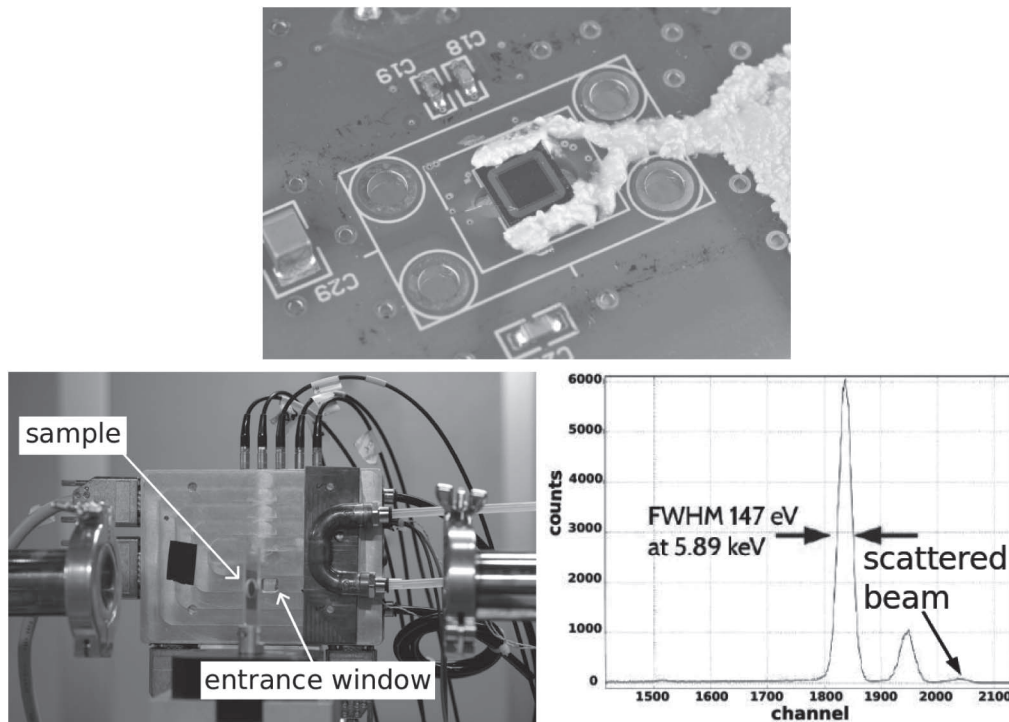 C18
C19
C29
sample
entrance window
6000
5000
4000
3000
2000
1000
0
counts
FWHM 147 eV
at 5.89 keV
scattered
beam
1500
1600
1700
1800
1900
2000
channel